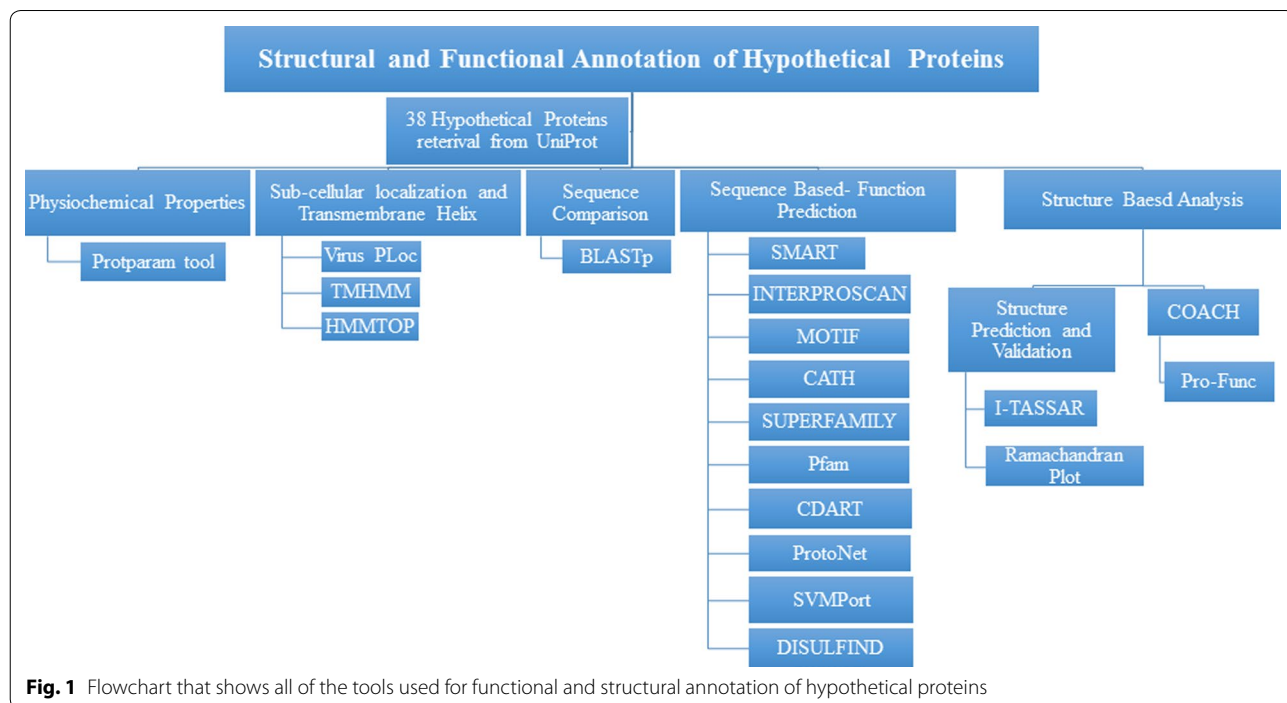 Structural and Functional Annotation of Hypothetical Proteins
38 Hypothetical Proteins
reterival from UniProt
Physiochemical Properties
Protparam tool
Sub-cellular localization and
Transmembrane Helix
Virus PLoc
TMHMM
HMMTOP
Sequence
Comparison
BLASTp
Sequence Based- Function
Prediction
SMART
INTERPROSCAN
MOTIF
CATH
SUPERFAMILY
Pfam
CDART
ProtoNet
SVMPort
DISULFIND
Structure Baesd Analysis
Structure
Prediction and
Validation
I-TASSAR
Ramachandran
Plot
COACH
Pro-Func
Fig. 1 Flowchart that shows all of the tools used for functional and structural annotation of hypothetical proteins